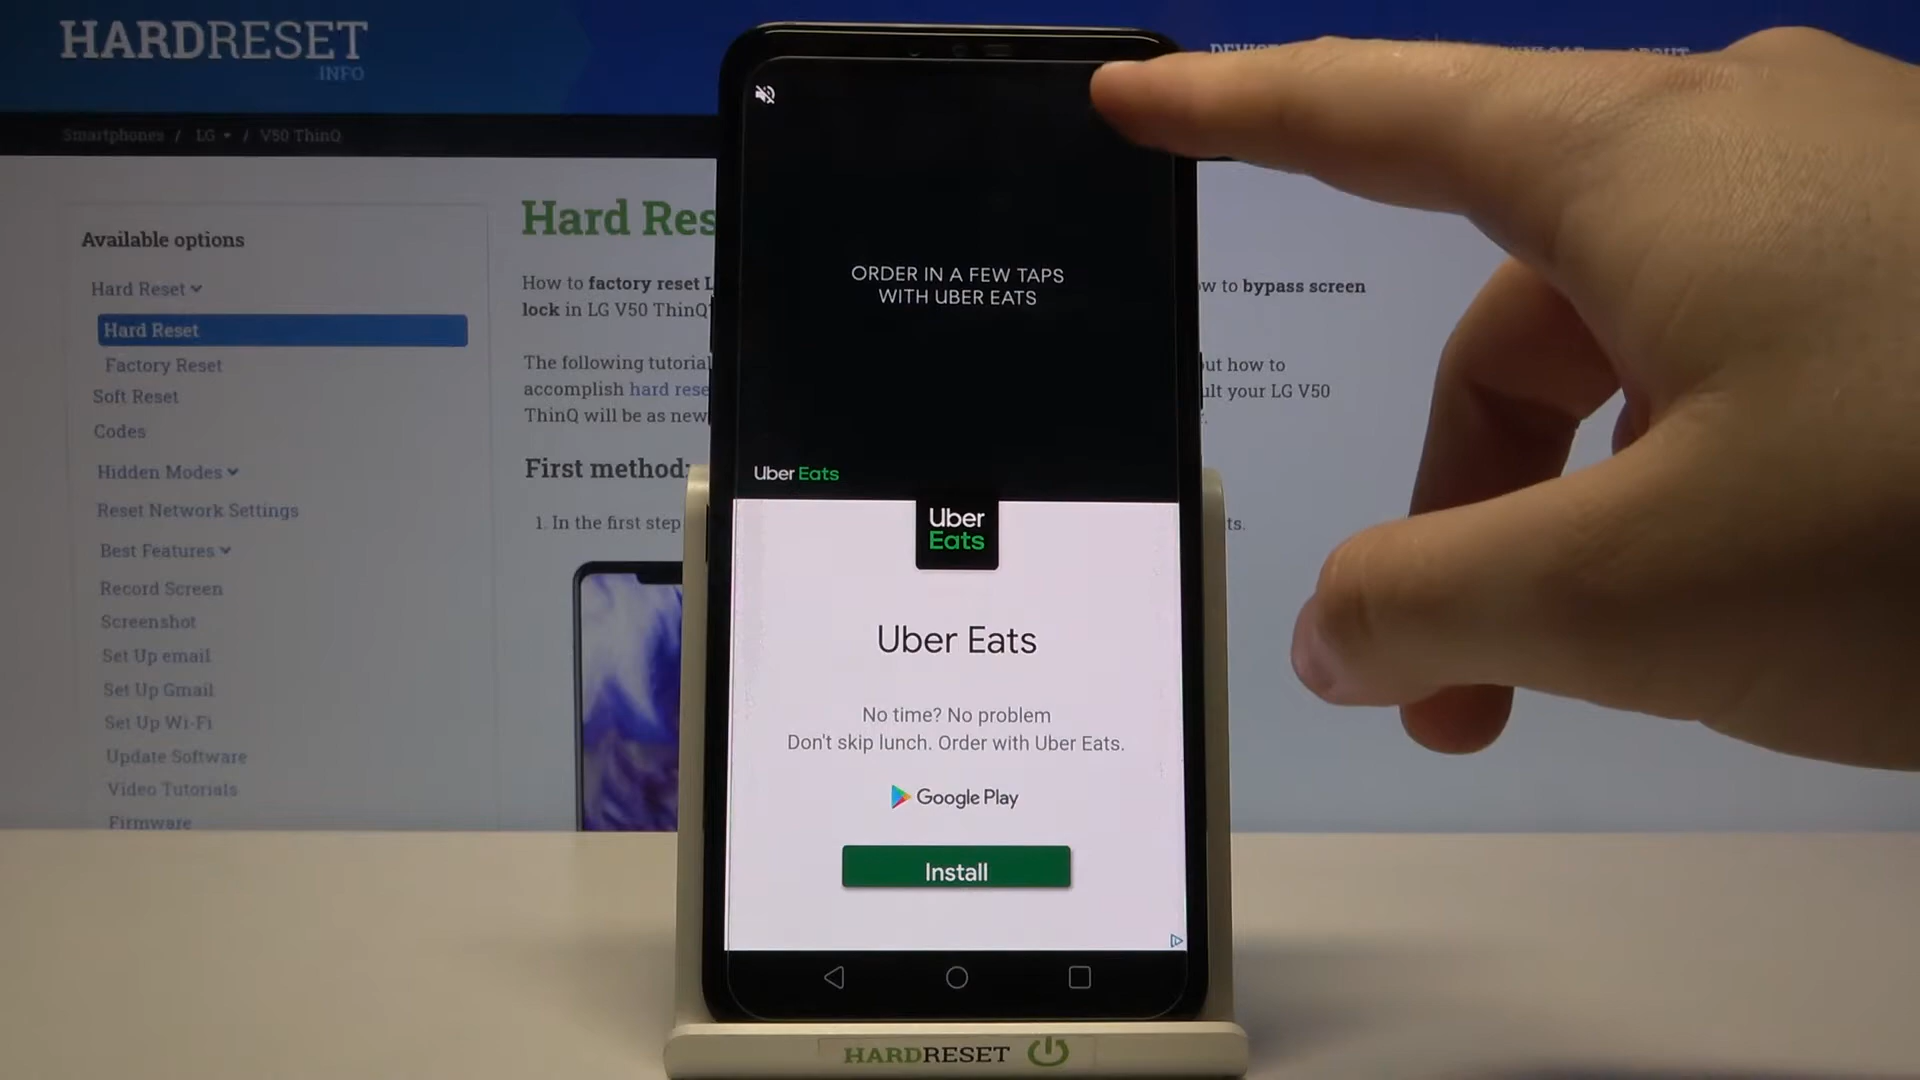 HARDRESET
.INFO
Smartphones / LG / V50 ThinQ
Available options
Hard Reset
Hard Reset
Factory Reset
Soft Reset
Codes
Hidden Modes
Reset Network Settings
Best Features
Record Screen
Screenshot
Set Up email
Set Up Gmail
Set Up Wi-Fi
Update Software
Video Tutorials
Firmware
Hard Res
How to factory reset L
lock in LG V50 ThinQ
The following tutorial
accomplish hard rese
ThinQ will be as new
First method:
1. In the first step
w to bypass screen
out how to
ult your LG V50
ts.
ORDER IN A FEW TAPS
WITH UBER EATS
Uber Eats
Uber
Eats
Uber Eats
No time? No problem
Don't skip lunch. Order with Uber Eats.
Google Play
Install
HARDRESET